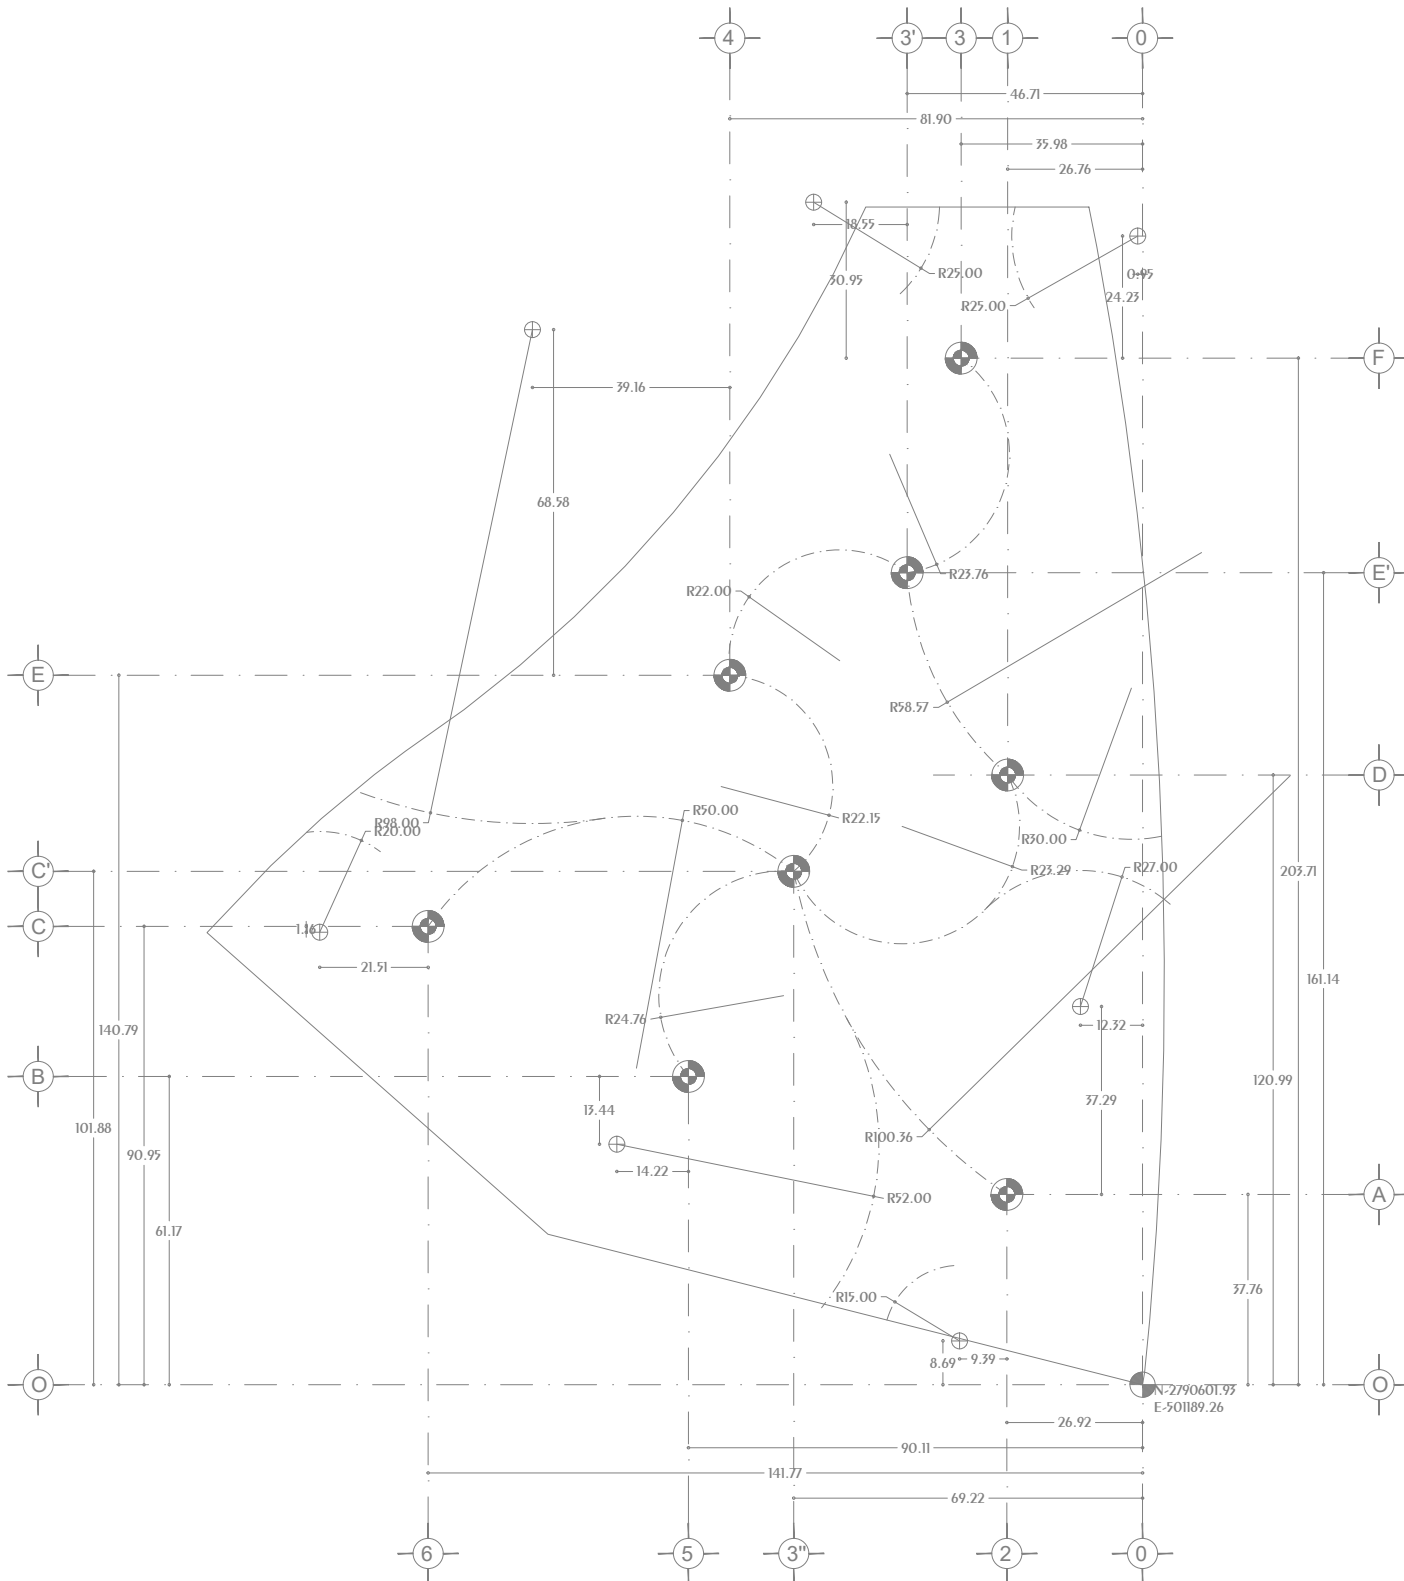 4 3' 3 1 0
46.71
81.90
35.98
26.76
18.55
30.95
R25.00
R25.00
0.95
24.23
F
39.16
68.58
R23.76
E'
R22.00
E
R58.57
D
R98.00
R20.00
R50.00
R22.15
R30.00
R23.29
R27.00
203.71
C'
C
1.16
21.51
161.14
R24.76
140.79
12.32
B
120.99
13.44
37.29
101.88
R100.36
90.95
14.22
R52.00
A
61.17
R15.00
37.76
8.69
9.39
O
O
N-2790601.93
E-501189.26
26.92
90.11
141.77
69.22
6 5 3" 2 0